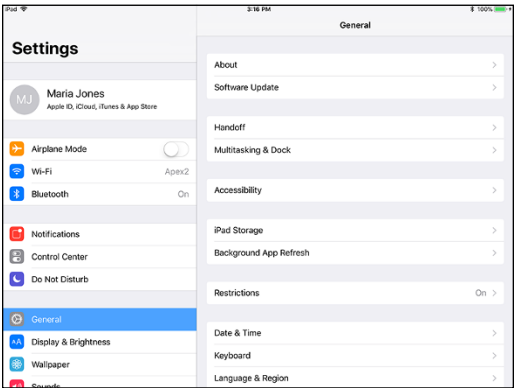 iPad
3:16 PM
100%
Settings
General
MJ
Maria Jones
Apple ID, iCloud, iTunes & App Store
Airplane Mode
Wi-Fi Apex2
Bluetooth On
Notifications
Control Center
Do Not Disturb
General
AA Display & Brightness
Wallpaper
Sounds
About
Software Update
Handoff
Multitasking & Dock
Accessibility
iPad Storage
Background App Refresh
Restrictions On
Date & Time
Keyboard
Language & Region